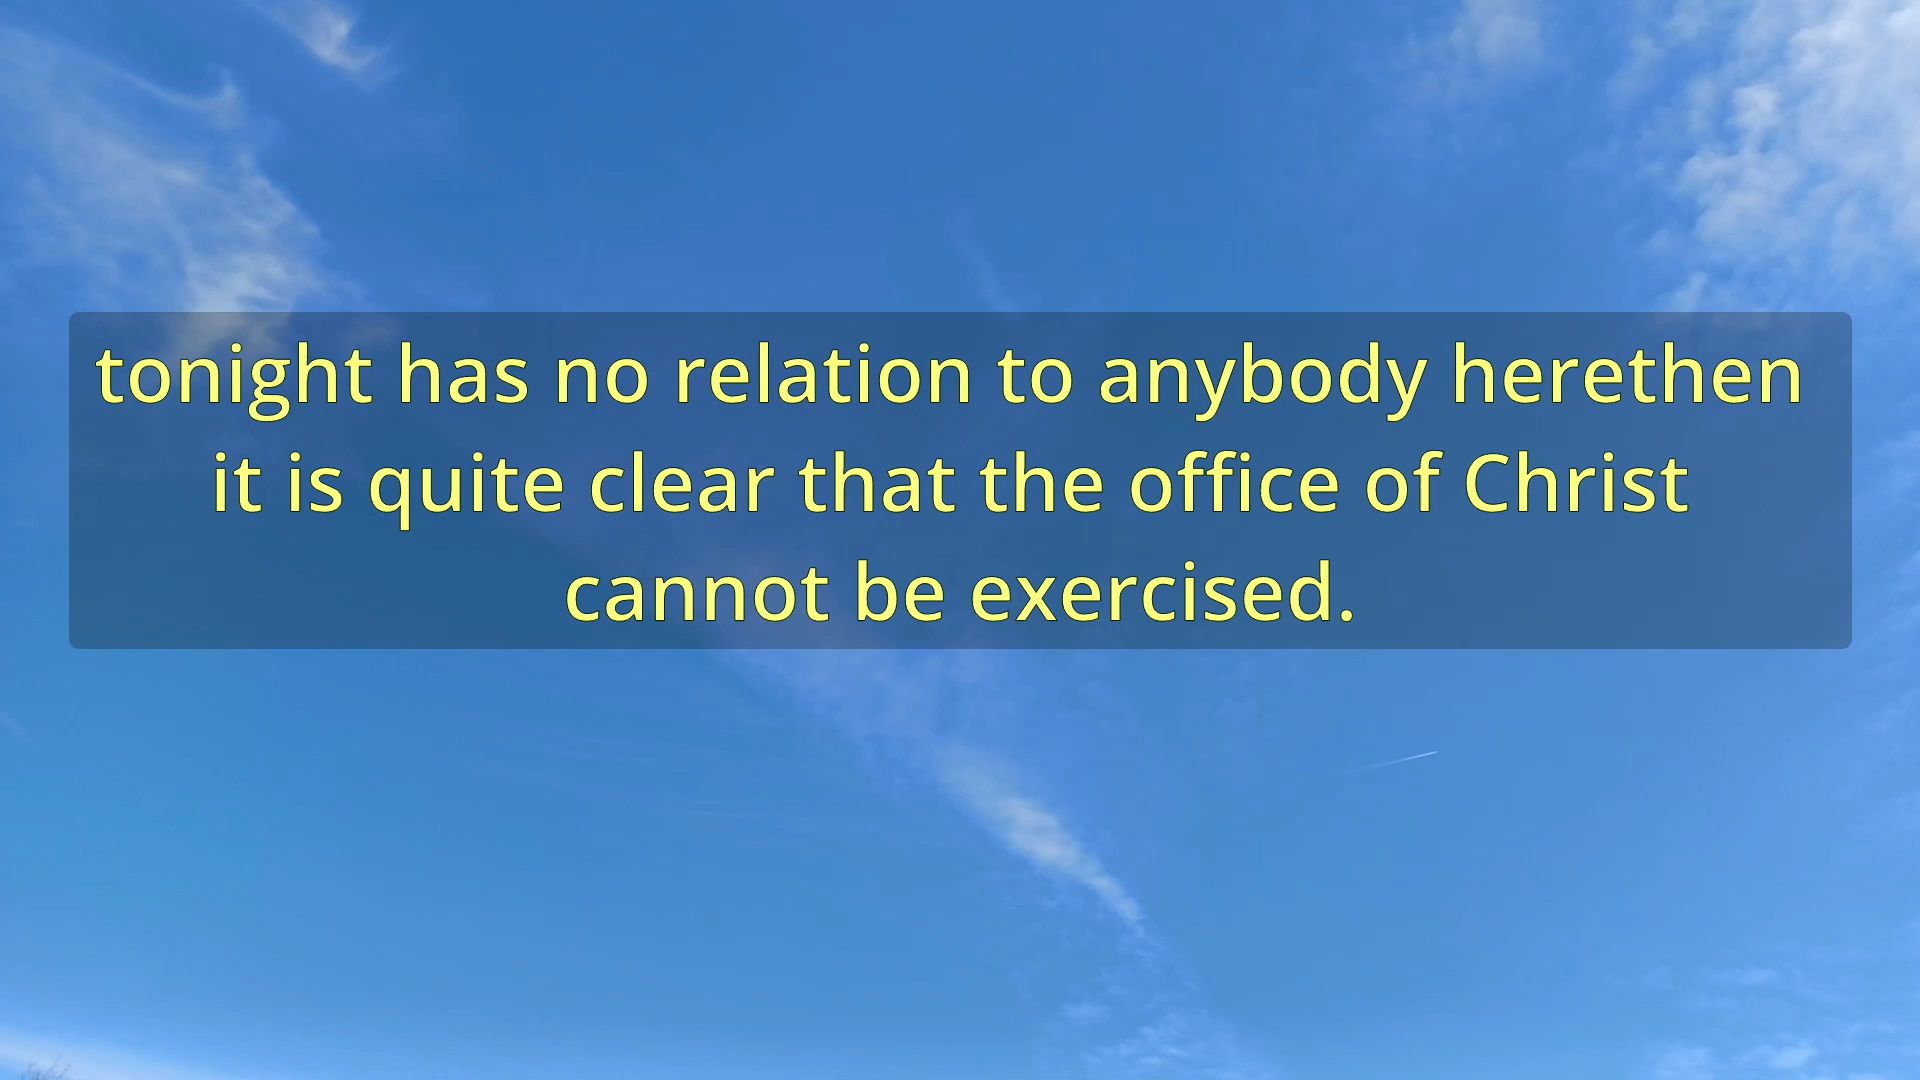 tonight has no relation to anybody herethen
it is quite clear that the office of Christ
cannot be exercised.